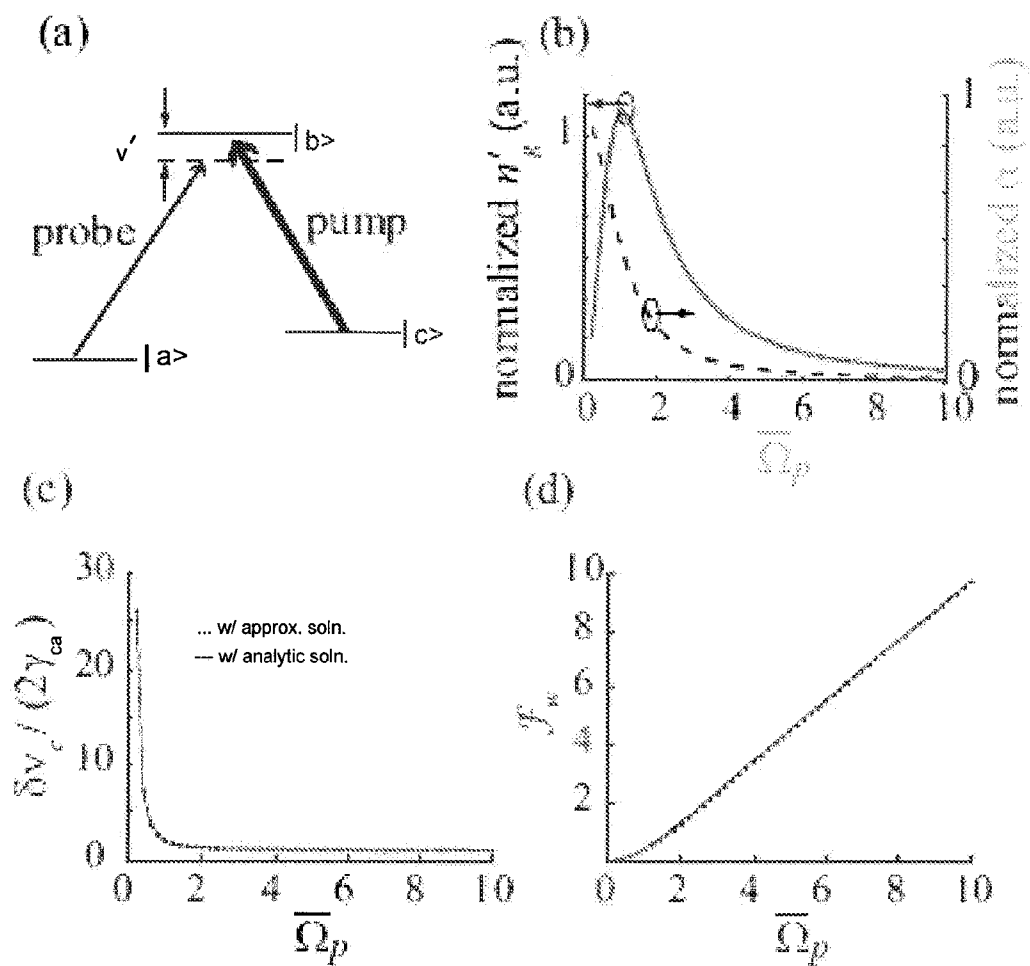 (a)
v'
|b>
probe
pump
|a>
|c>
(b)
normalized n'g (a.u.)
1
0
0 2 4 6 8 10
Ω̅p
1
0
normalized α (a.u.)
(c)
δνc / (2γca)
30
20
10
0
... w/ approx. soln.
--- w/ analytic soln.
0 2 4 6 8 10
Ω̅p
(d)
10
8
6
4
2
0 2 4 6 8 10
Ω̅p